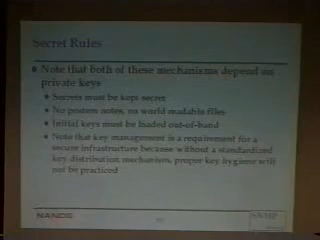 Secret Rules
Note that both of these mechanisms depend on
private keys
Secrets must be kept secret
No postem notes, no world readable files
Initial keys must be loaded out-of-band
Note that key management is a requirement for a
secure infrastructure because without a standardized
key distribution mechanism, proper key hygiene will
not be practiced
NANOG